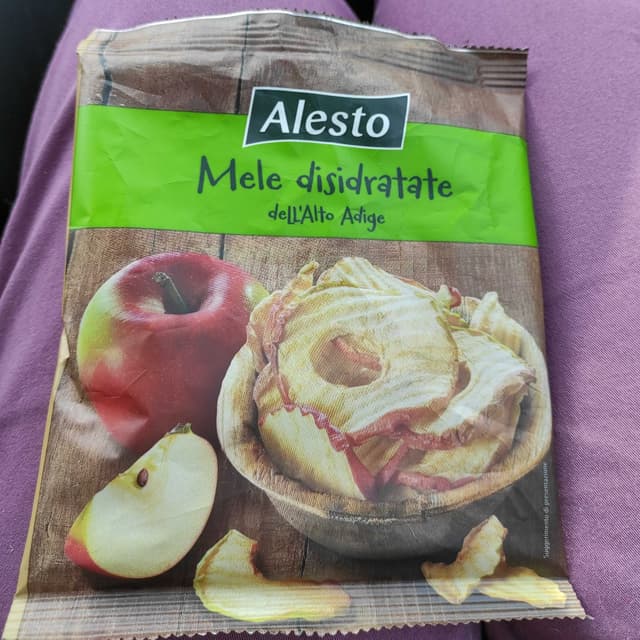 Alesto
Mele disidratate
dell'Alto Adige
Suggerimento di presentazione